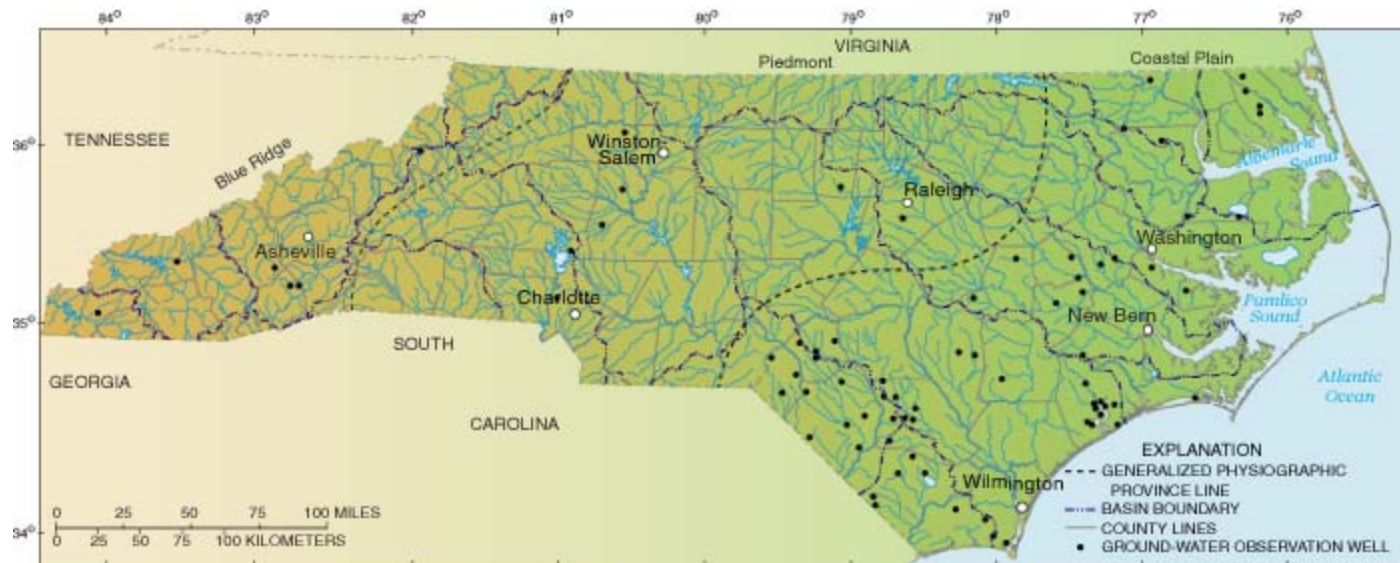 84° 83° 82° 81° 80° 79° 78° 77° 76°
VIRGINIA
Piedmont
Coastal Plain
36°
TENNESSEE
Blue Ridge
Winston-
Salem
Albemarle
Sound
Raleigh
Asheville
Washington
Charlotte
New Bern
Pamlico
Sound
35°
SOUTH
GEORGIA
Atlantic
Ocean
CAROLINA
Wilmington
EXPLANATION
GENERALIZED PHYSIOGRAPHIC
PROVINCE LINE
BASIN BOUNDARY
COUNTY LINES
GROUND-WATER OBSERVATION WELL
0 25 50 75 100 MILES
34°
0 25 50 75 100 KILOMETERS